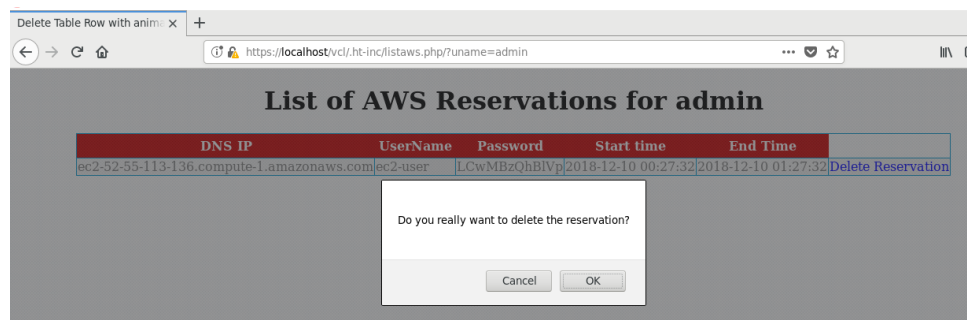 Delete Table Row with anima
https://localhost/vcl/.ht-inc/listaws.php/?uname=admin
List of AWS Reservations for admin
DNS IP UserName Password Start time End Time
ec2-52-55-113-136.compute-1.amazonaws.com ec2-user LCwMBzQhBlVp 2018-12-10 00:27:32 2018-12-10 01:27:32 Delete Reservation
Do you really want to delete the reservation?
Cancel OK